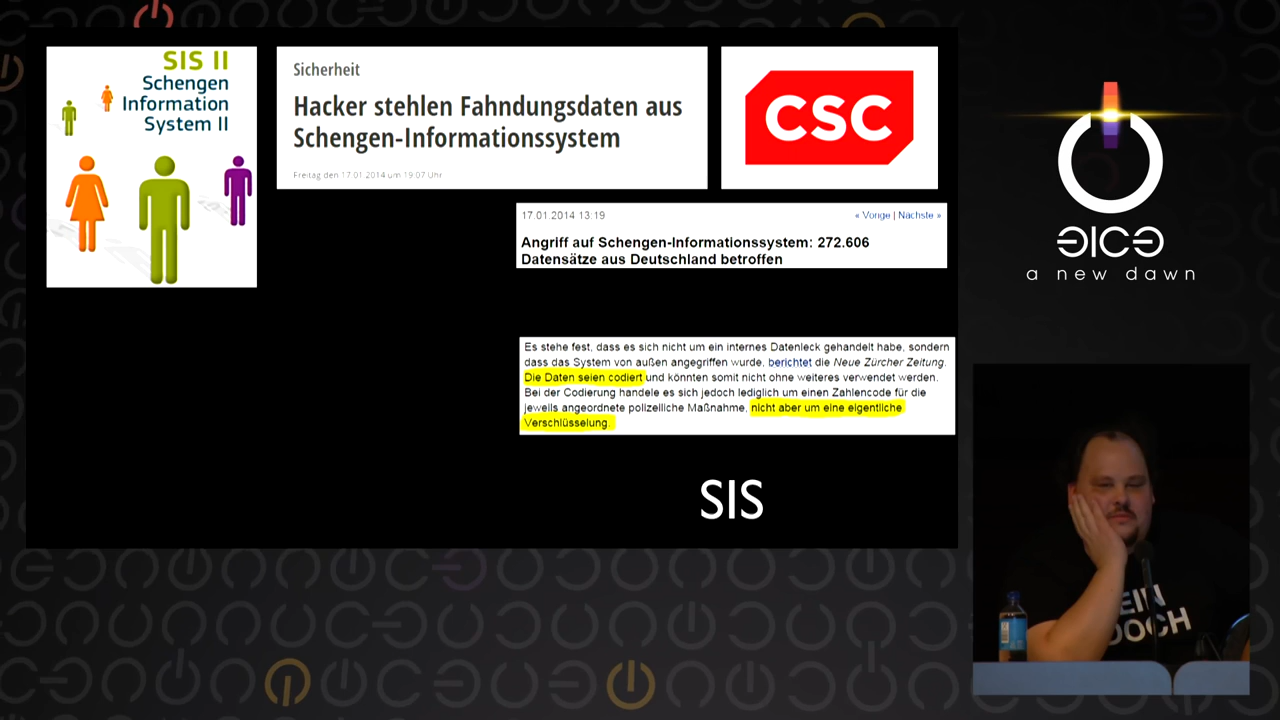 SIS II
Schengen
Information
System II
Sicherheit
Hacker stehlen Fahndungsdaten aus
Schengen-Informationssystem
Freitag den 17.01.2014 um 19:07 Uhr
CSC
17.01.2014 13:19
« Vorige | Nächste »
Angriff auf Schengen-Informationssystem: 272.606
Datensätze aus Deutschland betroffen
Es stehe fest, dass es sich nicht um ein internes Datenleck gehandelt habe, sondern
dass das System von außen angegriffen wurde, berichtet die Neue Zürcher Zeitung.
Die Daten seien codiert und könnten somit nicht ohne weiteres verwendet werden.
Bei der Codierung handele es sich jedoch lediglich um einen Zahlencode für die
jeweils angeordnete polizeiliche Maßnahme, nicht aber um eine eigentliche
Verschlüsselung.
SIS
a new dawn
EIN
DOCH